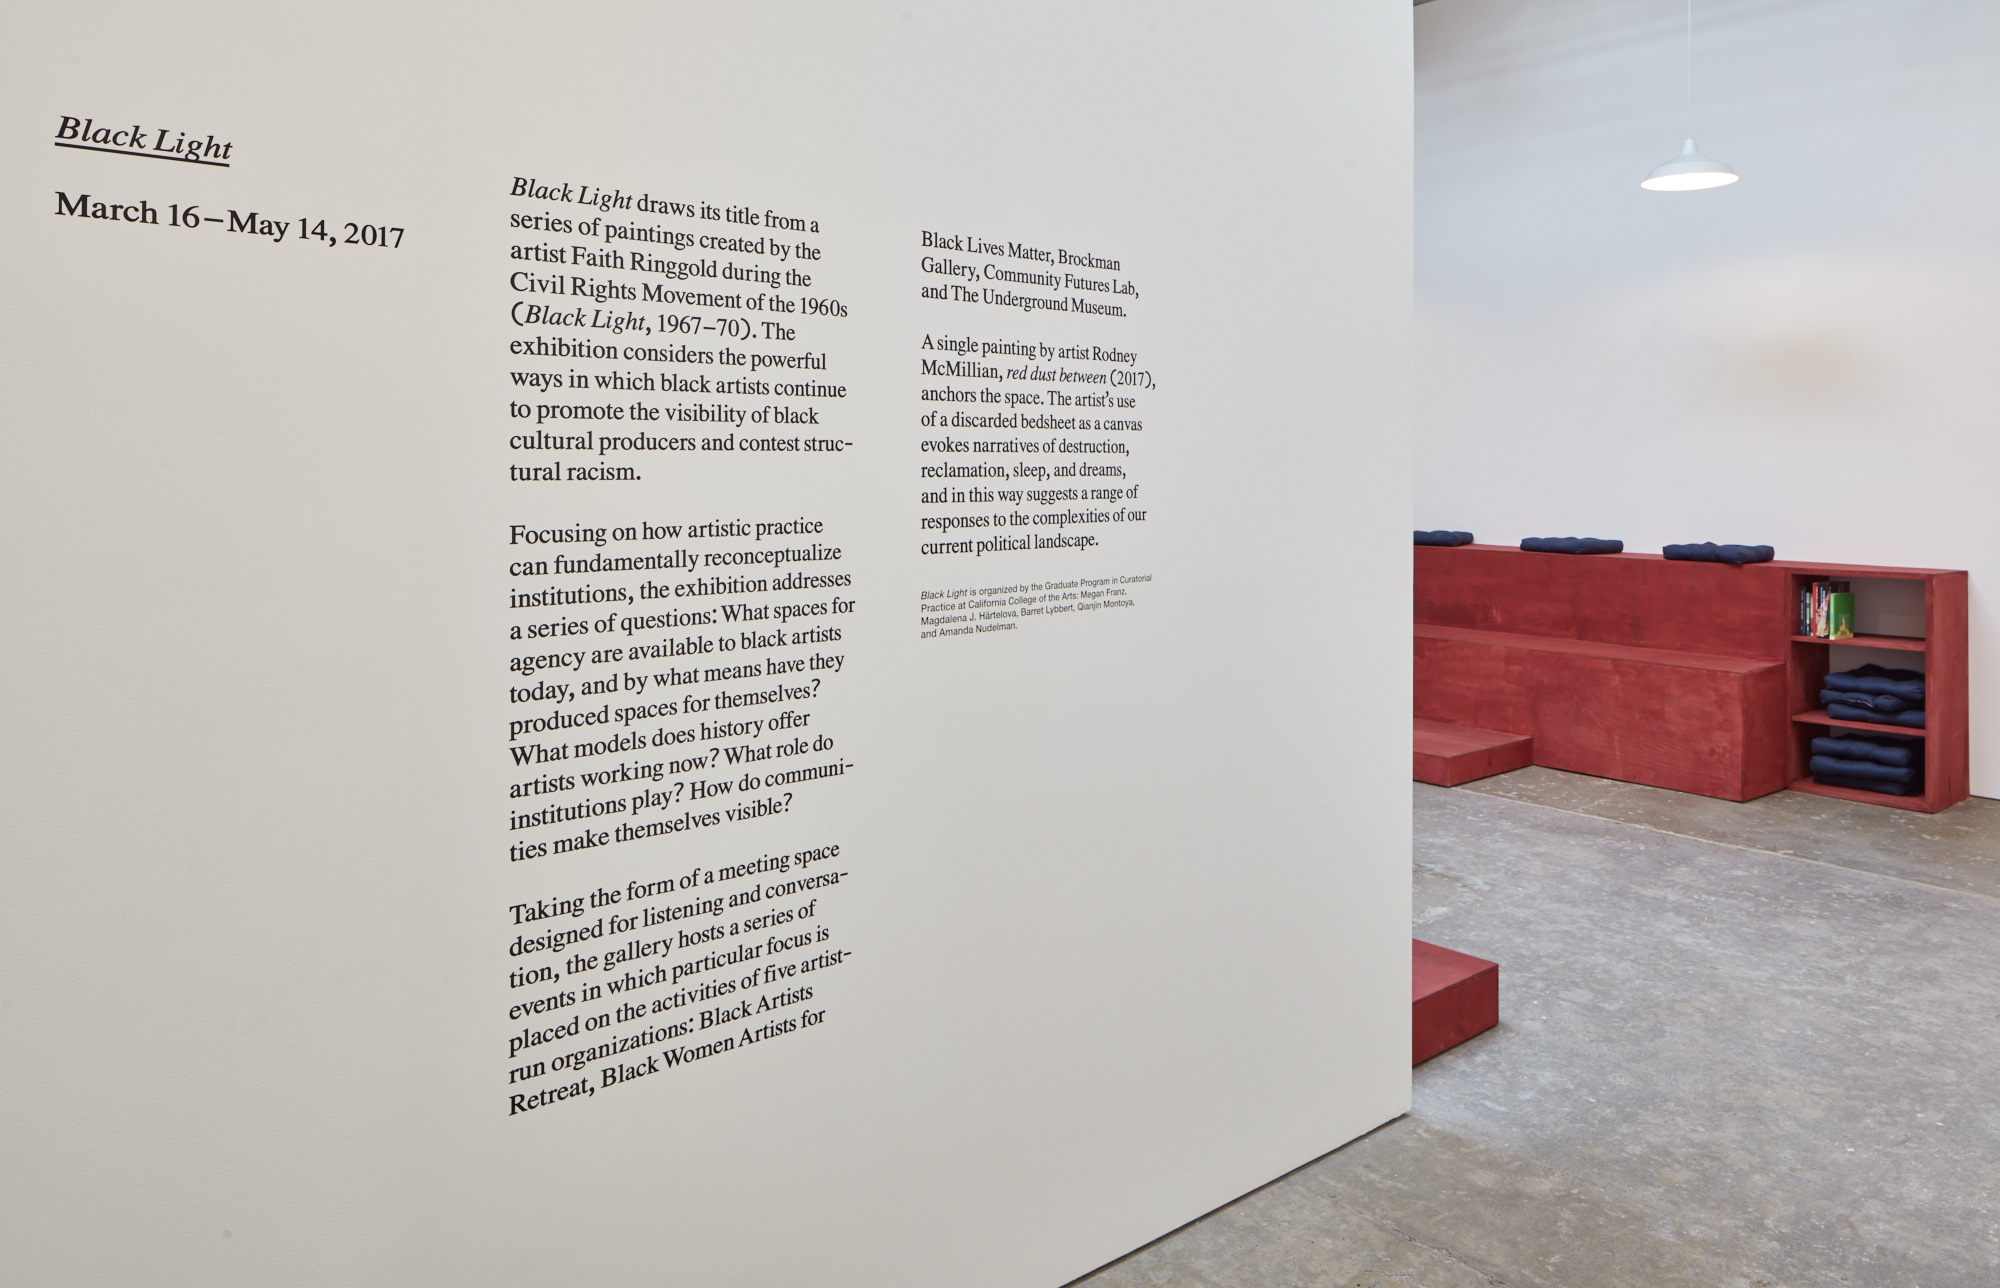 Black Light
March 16–May 14, 2017
Black Light draws its title from a
series of paintings created by the
artist Faith Ringgold during the
Civil Rights Movement of the 1960s
(Black Light, 1967–70). The
exhibition considers the powerful
ways in which black artists continue
to promote the visibility of black
cultural producers and contest struc-
tural racism.
Focusing on how artistic practice
can fundamentally reconceptualize
institutions, the exhibition addresses
a series of questions: What spaces for
agency are available to black artists
today, and by what means have they
produced spaces for themselves?
What models does history offer
artists working now? What role do
institutions play? How do communi-
ties make themselves visible?
Taking the form of a meeting space
designed for listening and conversa-
tion, the gallery hosts a series of
events in which particular focus is
placed on the activities of five artist-
run organizations: Black Artists
Retreat, Black Women Artists for
Black Lives Matter, Brockman
Gallery, Community Futures Lab,
and The Underground Museum.
A single painting by artist Rodney
McMillian, red dust between (2017),
anchors the space. The artist's use
of a discarded bedsheet as a canvas
evokes narratives of destruction,
reclamation, sleep, and dreams,
and in this way suggests a range of
responses to the complexities of our
current political landscape.
Black Light is organized by the Graduate Program in Curatorial
Practice at California College of the Arts: Megan Franz,
Magdalena J. Härtelova, Barret Lybbert, Qianjin Montoya,
and Amanda Nudelman.